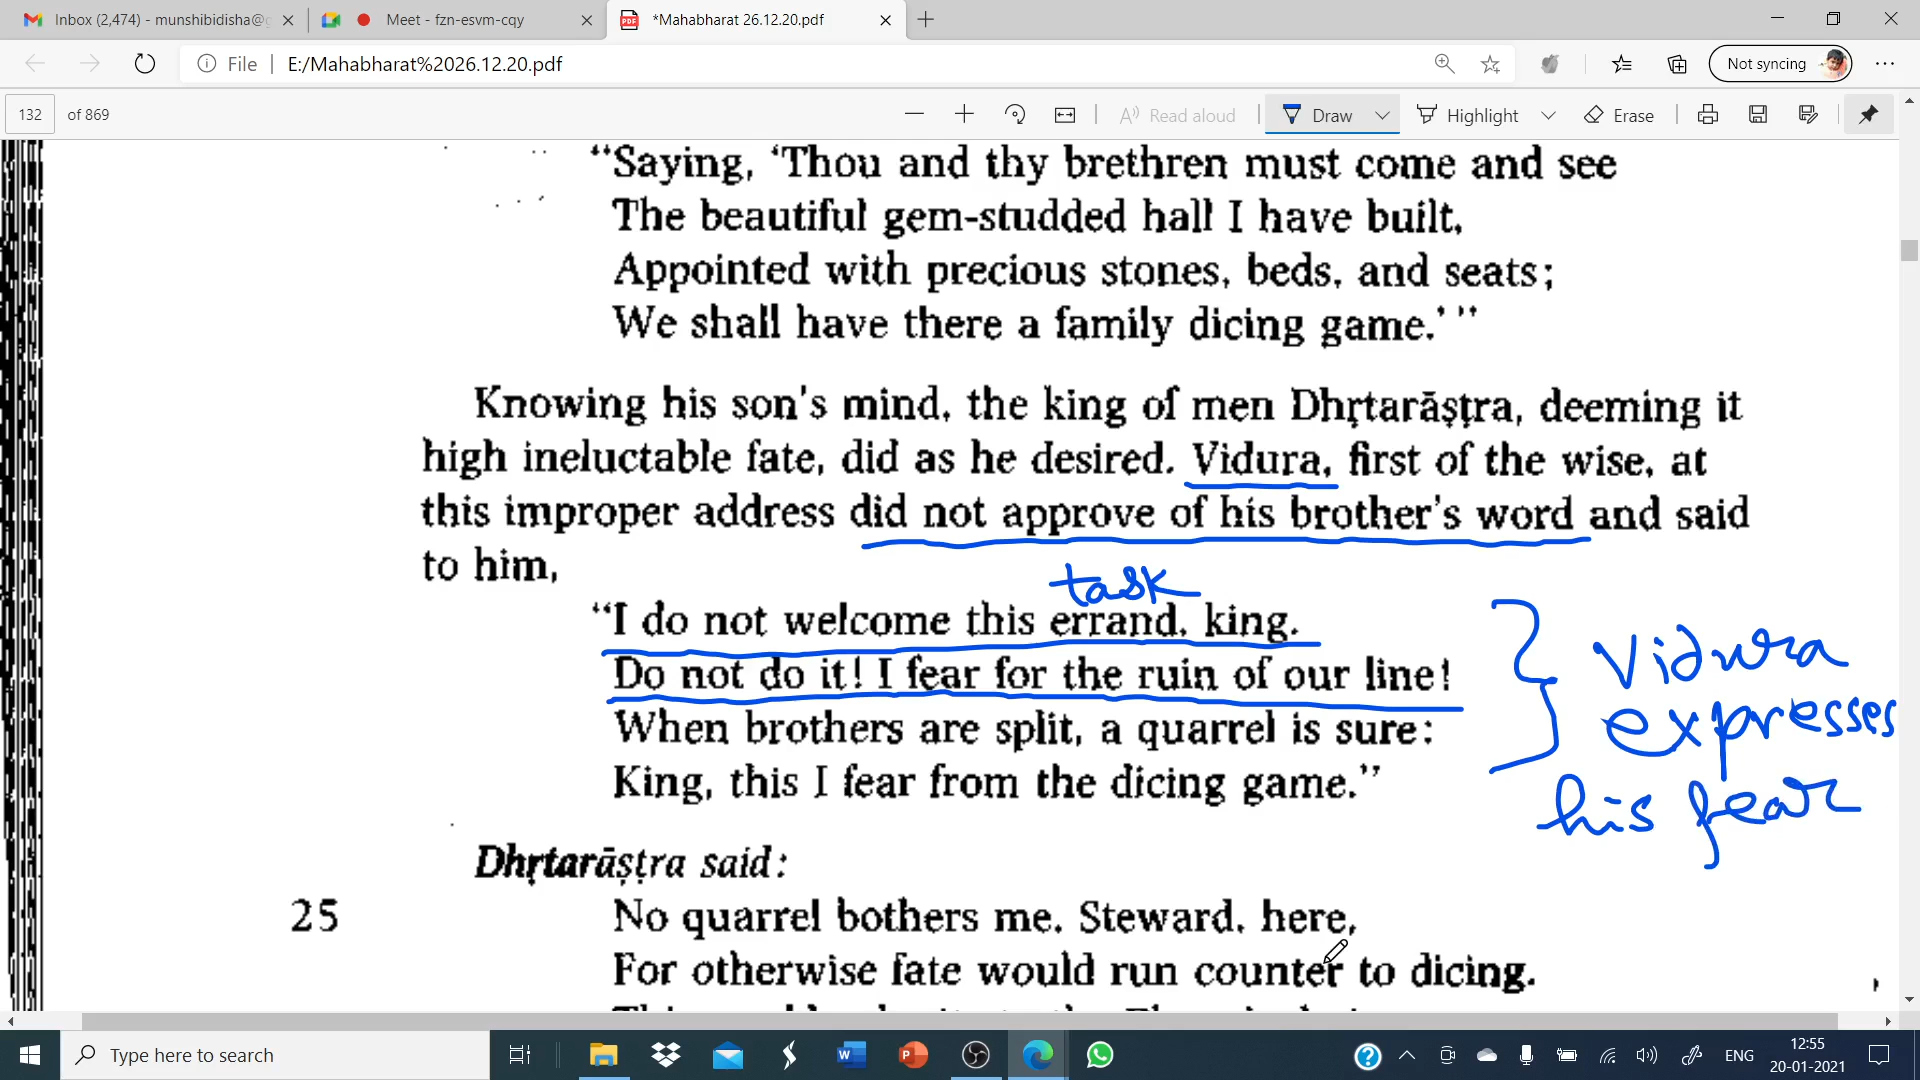 Inbox (2,474) - munshibidisha@g
Meet - fzn-esvm-cqy
*Mahabharat 26.12.20.pdf
File
E:/Mahabharat%2026.12.20.pdf
Not syncing
132 of 869
Read aloud
Draw
Highlight
Erase
"Saying, 'Thou and thy brethren must come and see
The beautiful gem-studded hall I have built,
Appointed with precious stones, beds, and seats;
We shall have there a family dicing game.' "
Knowing his son's mind, the king of men Dhṛtarāṣṭra, deeming it
high ineluctable fate, did as he desired. Vidura, first of the wise, at
this improper address did not approve of his brother's word and said
to him,
task
"I do not welcome this errand, king.
Do not do it! I fear for the ruin of our line!
When brothers are split, a quarrel is sure:
King, this I fear from the dicing game."
Vidura
expresses
his fear
Dhṛtarāṣṭra said:
25
No quarrel bothers me, Steward, here,
For otherwise fate would run counter to dicing.
Type here to search
ENG
12:55
20-01-2021